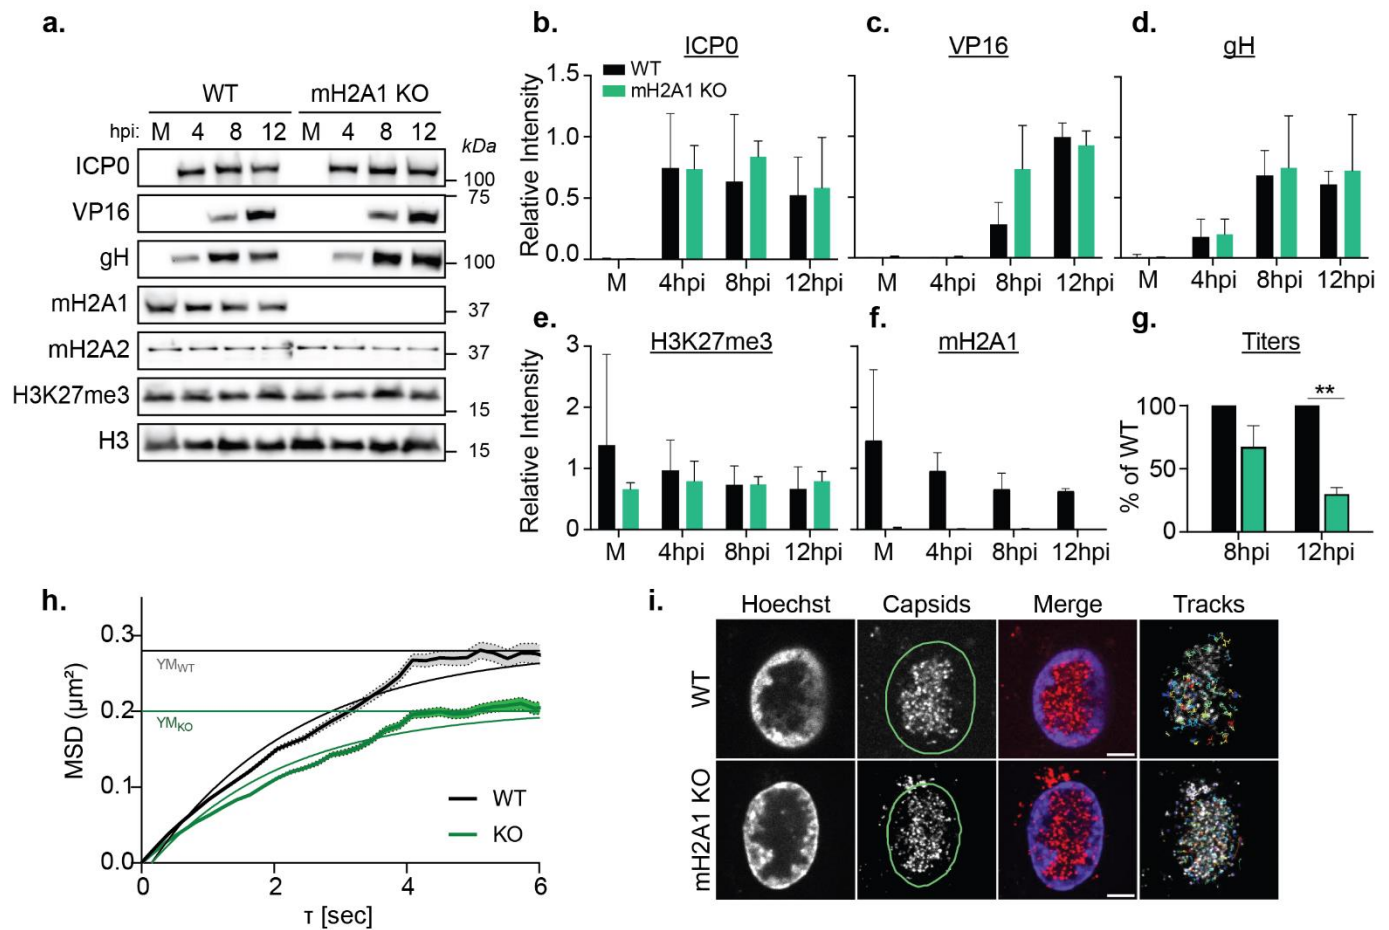 a.
WT mH2A1 KO
hpi: M 4 8 12 M 4 8 12 kDa
ICP0 100
75
VP16
gH 100
mH2A1 37
mH2A2 37
H3K27me3 15
H3 15
b.
ICP0
WT
mH2A1 KO
Relative Intensity
1.5
1.0
0.5
0.0
M 4hpi 8hpi 12hpi
c.
VP16
M 4hpi 8hpi 12hpi
d.
gH
M 4hpi 8hpi 12hpi
e.
H3K27me3
Relative Intensity
3
2
1
0
M 4hpi 8hpi 12hpi
f.
mH2A1
M 4hpi 8hpi 12hpi
g.
Titers
**
% of WT
100
50
0
8hpi 12hpi
h.
MSD (µm²)
0.3
0.2
0.1
0.0
YMWT
YMKO
WT
KO
0 2 4 6
τ [sec]
i.
Hoechst Capsids Merge Tracks
WT
mH2A1 KO